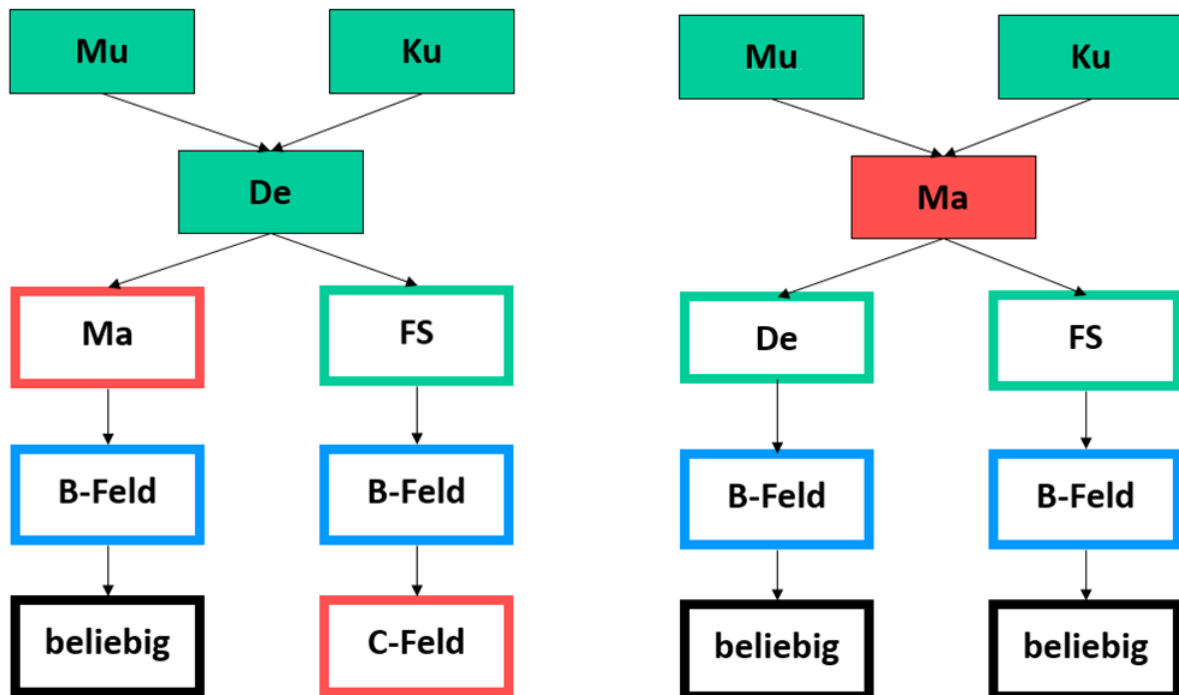 Mu
Ku
De
Ma
FS
B-Feld
B-Feld
beliebig
C-Feld
Mu
Ku
Ma
De
FS
B-Feld
B-Feld
beliebig
beliebig